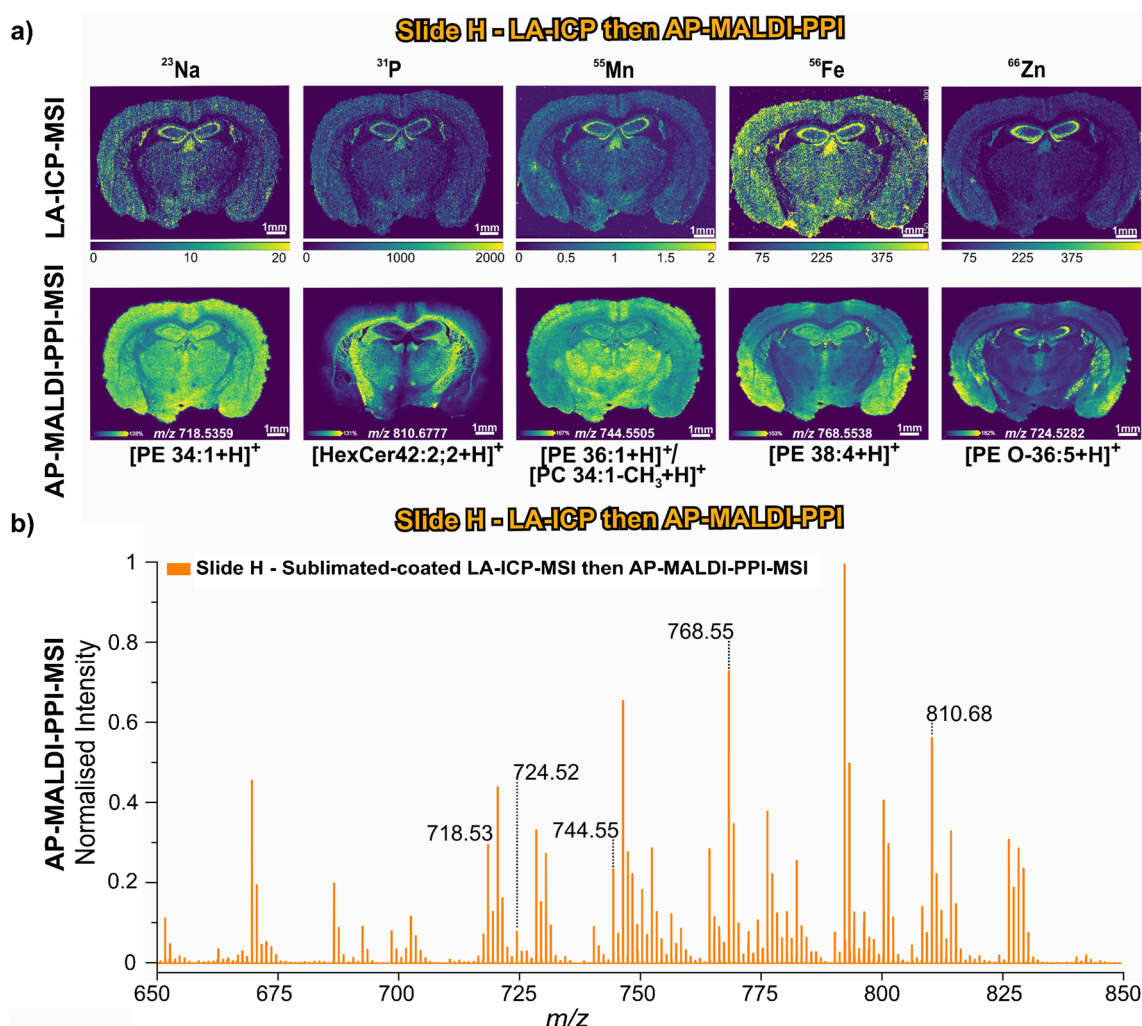 a)
Slide H - LA-ICP then AP-MALDI-PPI
23Na 31P 55Mn 56Fe 66Zn
LA-ICP-MSI
1mm 1mm 1mm 1mm 1mm
0 10 20 0 1000 2000 0 0.5 1 1.5 2 75 225 375 75 225 375
AP-MALDI-PPI-MSI
128% m/z 718.5359 1mm 131% m/z 810.6777 1mm 167% m/z 744.5505 1mm 153% m/z 768.5538 1mm 182% m/z 724.5282 1mm
[PE 34:1+H]+ [HexCer42:2;2+H]+ [PE 36:1+H]+/ [PE 38:4+H]+ [PE O-36:5+H]+
[PC 34:1-CH3+H]+
b)
Slide H - LA-ICP then AP-MALDI-PPI
Slide H - Sublimated-coated LA-ICP-MSI then AP-MALDI-PPI-MSI
AP-MALDI-PPI-MSI
Normalised Intensity
1
0.8
0.6
0.4
0.2
0
768.55
810.68
724.52
718.53 744.55
650 675 700 725 750 775 800 825 850
m/z